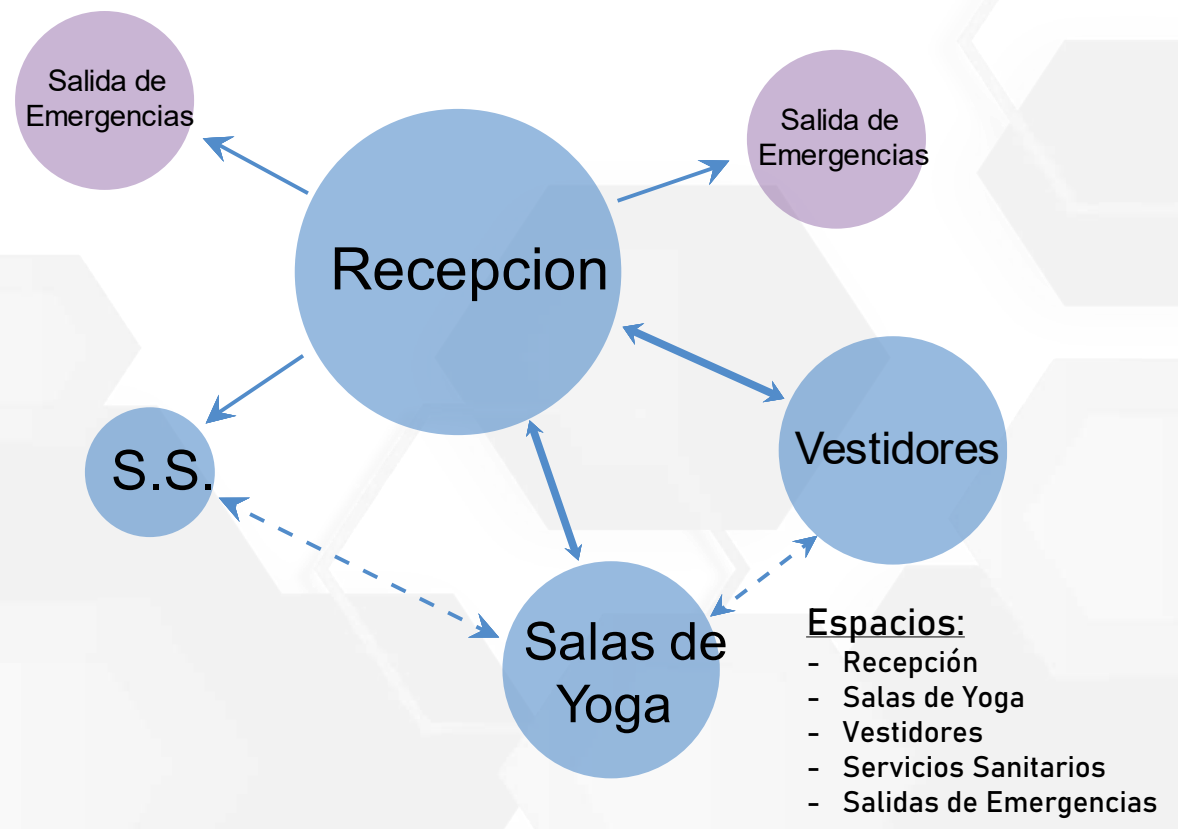 Salida de
Emergencias
Salida de
Emergencias
Recepcion
S.S.
Vestidores
Salas de
Yoga
Espacios:
- Recepción
- Salas de Yoga
- Vestidores
- Servicios Sanitarios
- Salidas de Emergencias